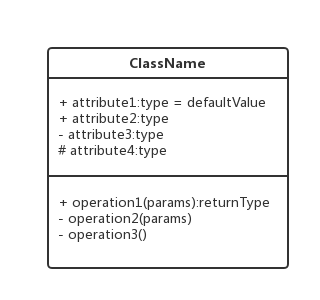 ClassName
+ attribute1:type = defaultValue
+ attribute2:type
- attribute3:type
# attribute4:type
+ operation1(params):returnType
- operation2(params)
- operation3()